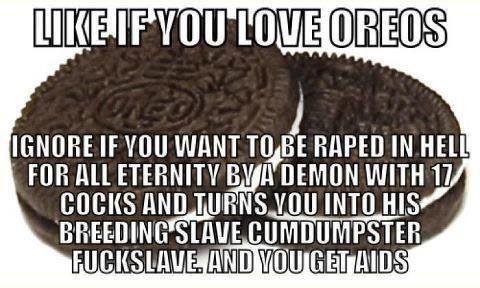 LIKE IF YOU LOVE OREOS
OREO
IGNORE IF YOU WANT TO BE RAPED IN HELL
FOR ALL ETERNITY BY A DEMON WITH 17
COCKS AND TURNS YOU INTO HIS
BREEDING SLAVE CUMDUMPSTER
FUCKSLAVE. AND YOU GET AIDS